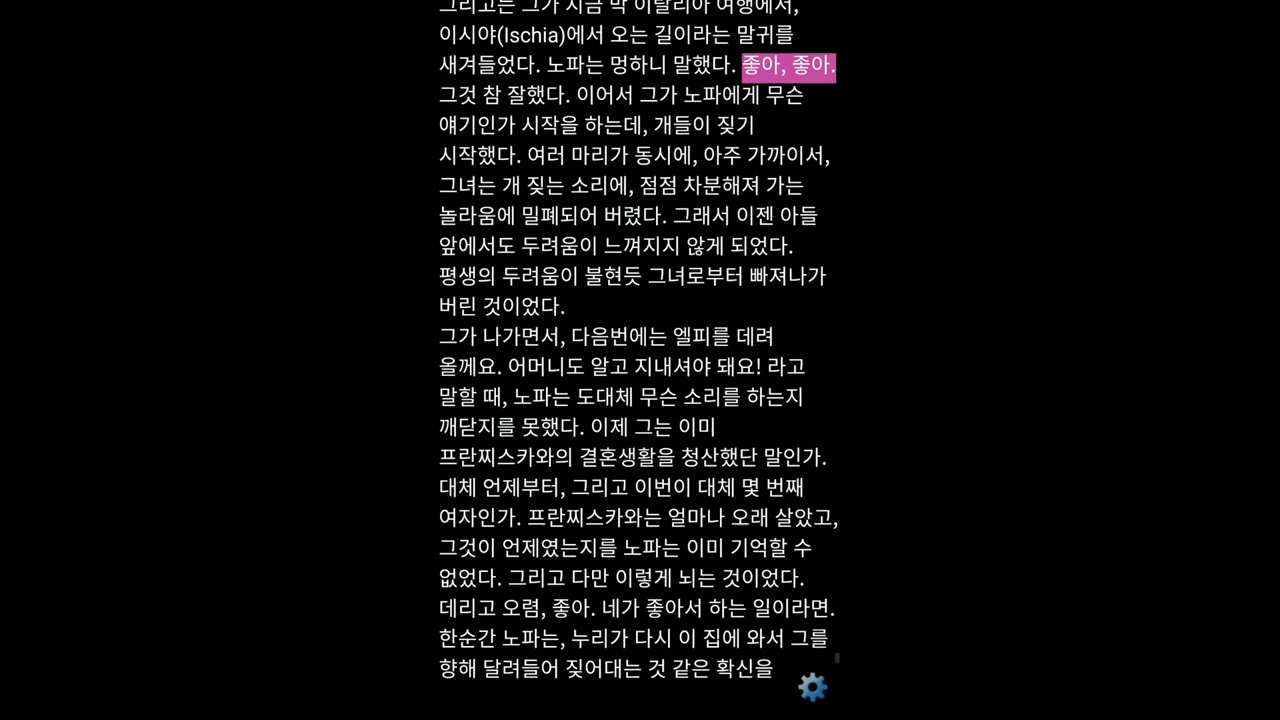 그리고는 그가 지금 막 이탈리아 여행에서,
이시야(Ischia)에서 오는 길이라는 말귀를
새겨들었다. 노파는 멍하니 말했다. 좋아, 좋아.
그것 참 잘했다. 이어서 그가 노파에게 무슨
얘기인가 시작을 하는데, 개들이 짖기
시작했다. 여러 마리가 동시에, 아주 가까이서,
그녀는 개 짖는 소리에, 점점 차분해져 가는
놀라움에 밀폐되어 버렸다. 그래서 이젠 아들
앞에서도 두려움이 느껴지지 않게 되었다.
평생의 두려움이 불현듯 그녀로부터 빠져나가
버린 것이었다.
그가 나가면서, 다음번에는 엘피를 데려
올께요. 어머니도 알고 지내셔야 돼요! 라고
말할 때, 노파는 도대체 무슨 소리를 하는지
깨닫지를 못했다. 이제 그는 이미
프란찌스카와의 결혼생활을 청산했단 말인가.
대체 언제부터, 그리고 이번이 대체 몇 번째
여자인가. 프란찌스카와는 얼마나 오래 살았고,
그것이 언제였는지를 노파는 이미 기억할 수
없었다. 그리고 다만 이렇게 뇌는 것이었다.
데리고 오렴, 좋아. 네가 좋아서 하는 일이라면.
한순간 노파는, 누리가 다시 이 집에 와서 그를
향해 달려들어 짖어대는 것 같은 확신을